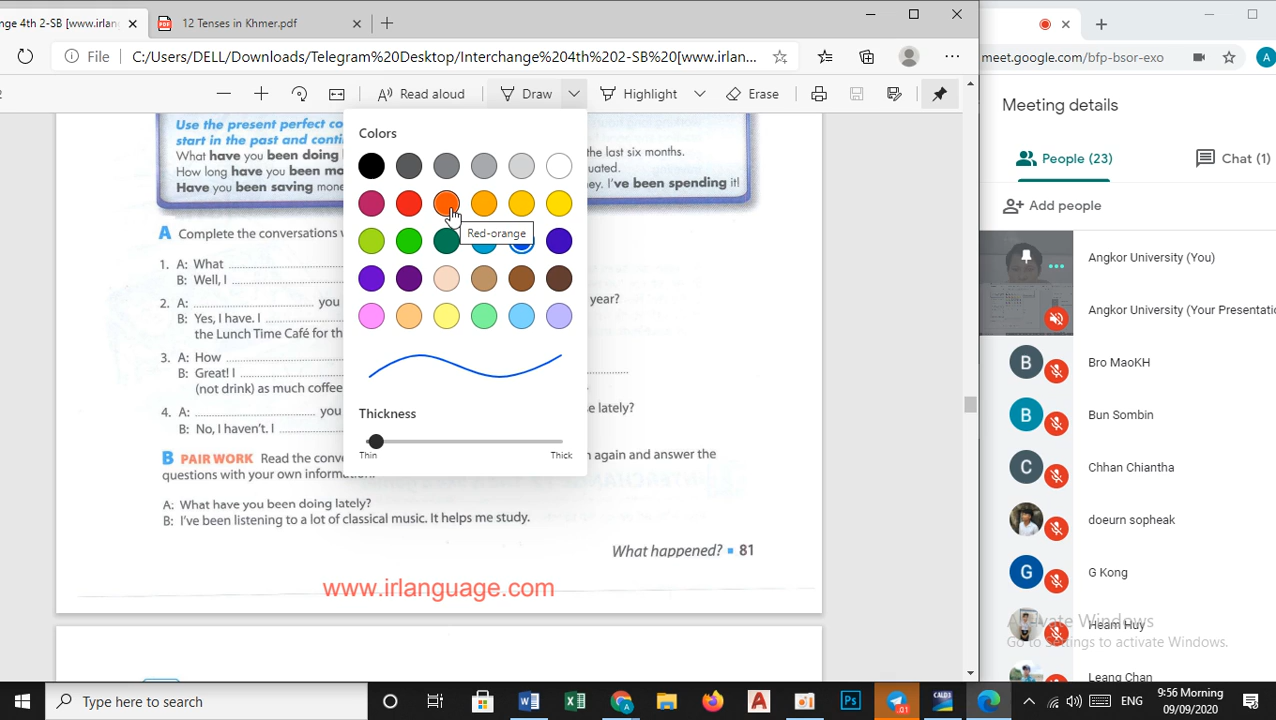 nge 4th 2-SB [www.irlan
12 Tenses in Khmer.pdf
File
C:/Users/DELL/Downloads/Telegram%20Desktop/Interchange%204th%202-SB%20[www.irlan...
meet.google.com/bfp-bsor-exo
A
2
Read aloud
Draw
Highlight
Erase
Meeting details
People (23)
Chat (1)
Add people
Use the present perfect co
start in the past and conti
What have you been doing
the last six months.
How long have you been ma
uated.
Have you been saving mone
ey. I've been spending it!
Colors
Red-orange
Thickness
Thin
Thick
A Complete the conversations
1. A: What
B: Well, I
2. A: you
year?
B: Yes, I have. I
the Lunch Time Café for th
3. A: How
B: Great! I
(not drink) as much coffee
4. A: you
e lately?
B: No, I haven't. I
B PAIR WORK Read the conve
n again and answer the
questions with your own informat
A: What have you been doing lately?
B: I've been listening to a lot of classical music. It helps me study.
What happened? ▪ 81
www.irlanguage.com
Angkor University (You)
Angkor University (Your Presentatio
B
Bro MaoKH
B
Bun Sombin
C
Chhan Chiantha
doeurn sopheak
G
G Kong
Heam Huy
Leang Chan
Activate Windows
Go to Settings to activate Windows.
Type here to search
A
Ps
.01
CALD3
ENG
9:56 Morning
09/09/2020